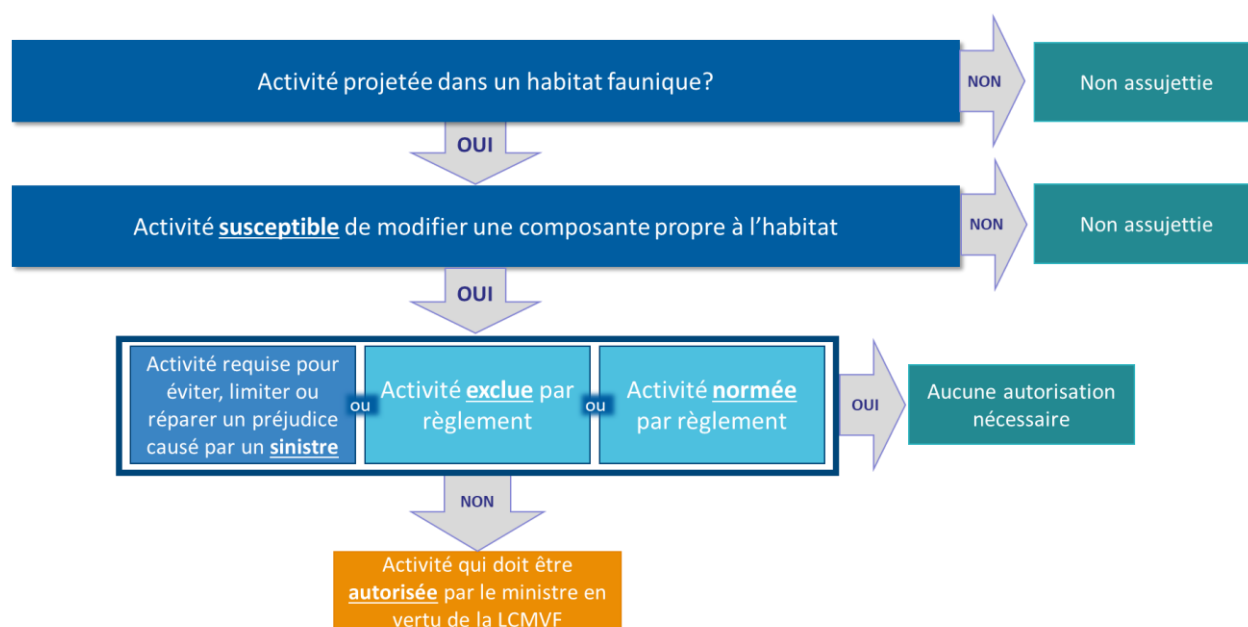 Activité projetée dans un habitat faunique?
NON
Non assujettie
OUI
Activité susceptible de modifier une composante propre à l'habitat
NON
Non assujettie
OUI
Activité requise pour
éviter, limiter ou
réparer un préjudice
causé par un sinistre
ou
Activité exclue par
règlement
ou
Activité normée
par règlement
OUI
Aucune autorisation
nécessaire
NON
Activité qui doit être
autorisée par le ministre en
vertu de la LCMVF